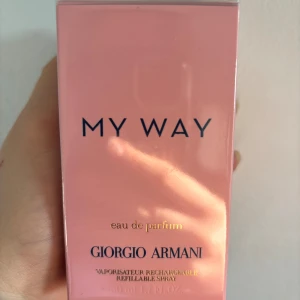 MY WAY
eau de parfum
GIORGIO ARMANI
VAPORISATEUR RECHARGEABLE
REFILLABLE SPRAY